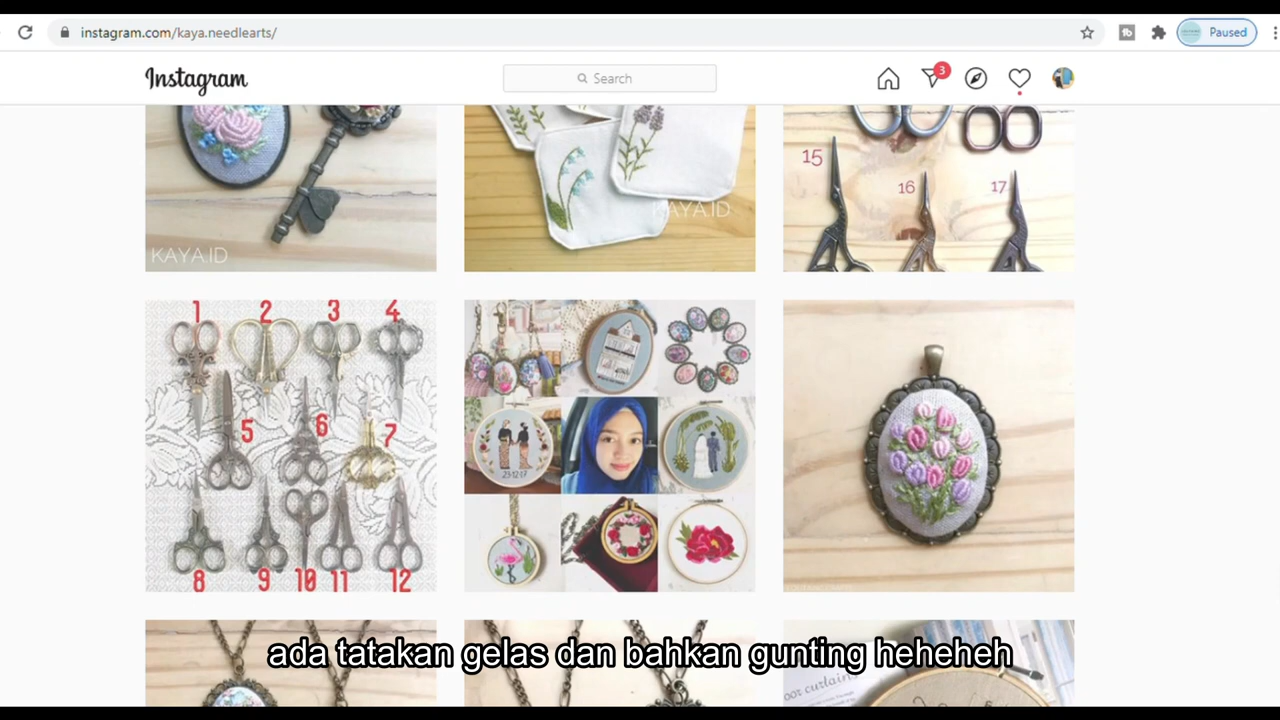 instagram.com/kaya.needlearts/
Paused
Instagram
Search
3
KAYA.ID
KAYA.ID
15
16
17
1 2 3 4
5 6 7
8 9 10 11 12
23·12·17
ada tatakan gelas dan bahkan gunting heheheh